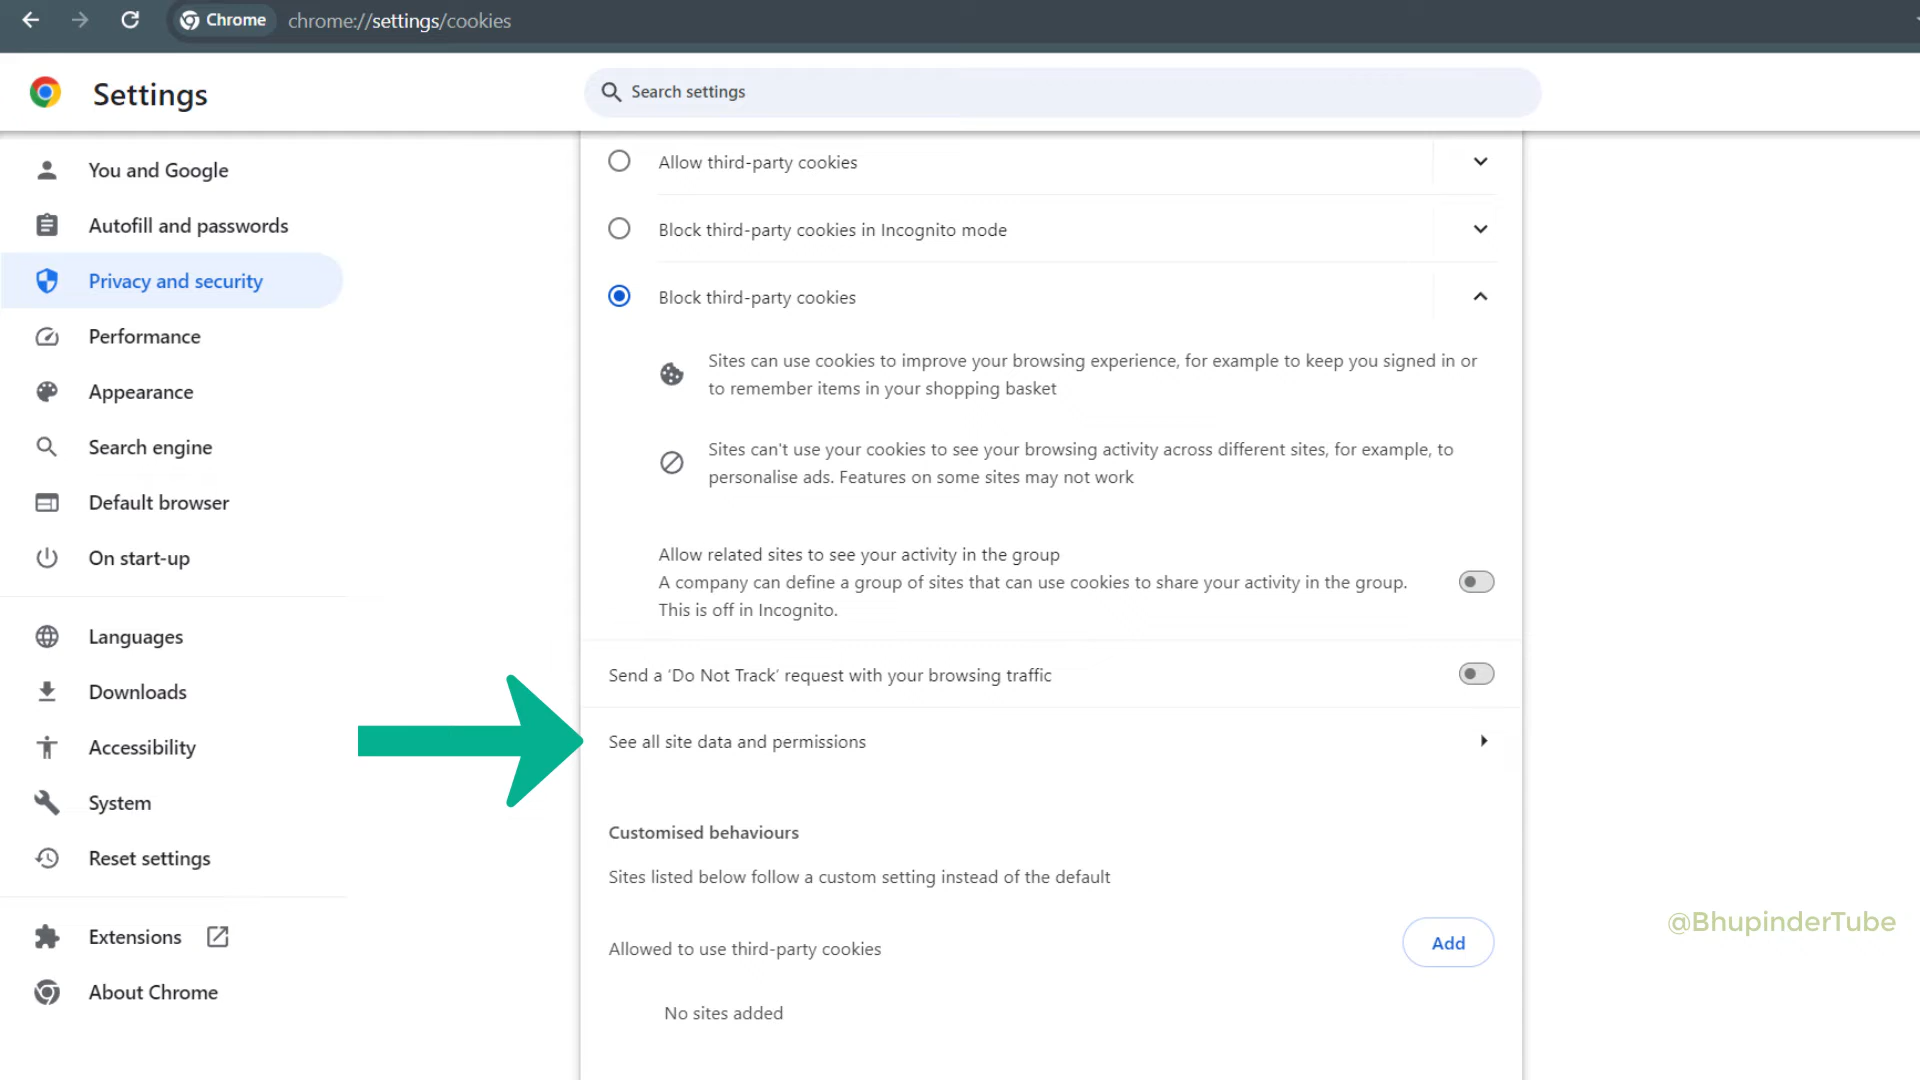 Chrome
chrome://settings/cookies
Settings
Search settings
You and Google
Autofill and passwords
Privacy and security
Performance
Appearance
Search engine
Default browser
On start-up
Languages
Downloads
Accessibility
System
Reset settings
Extensions
About Chrome
Allow third-party cookies
Block third-party cookies in Incognito mode
Block third-party cookies
Sites can use cookies to improve your browsing experience, for example to keep you signed in or
to remember items in your shopping basket
Sites can't use your cookies to see your browsing activity across different sites, for example, to
personalise ads. Features on some sites may not work
Allow related sites to see your activity in the group
A company can define a group of sites that can use cookies to share your activity in the group.
This is off in Incognito.
Send a ‘Do Not Track’ request with your browsing traffic
See all site data and permissions
Customised behaviours
Sites listed below follow a custom setting instead of the default
Allowed to use third-party cookies
Add
No sites added
@BhupinderTube